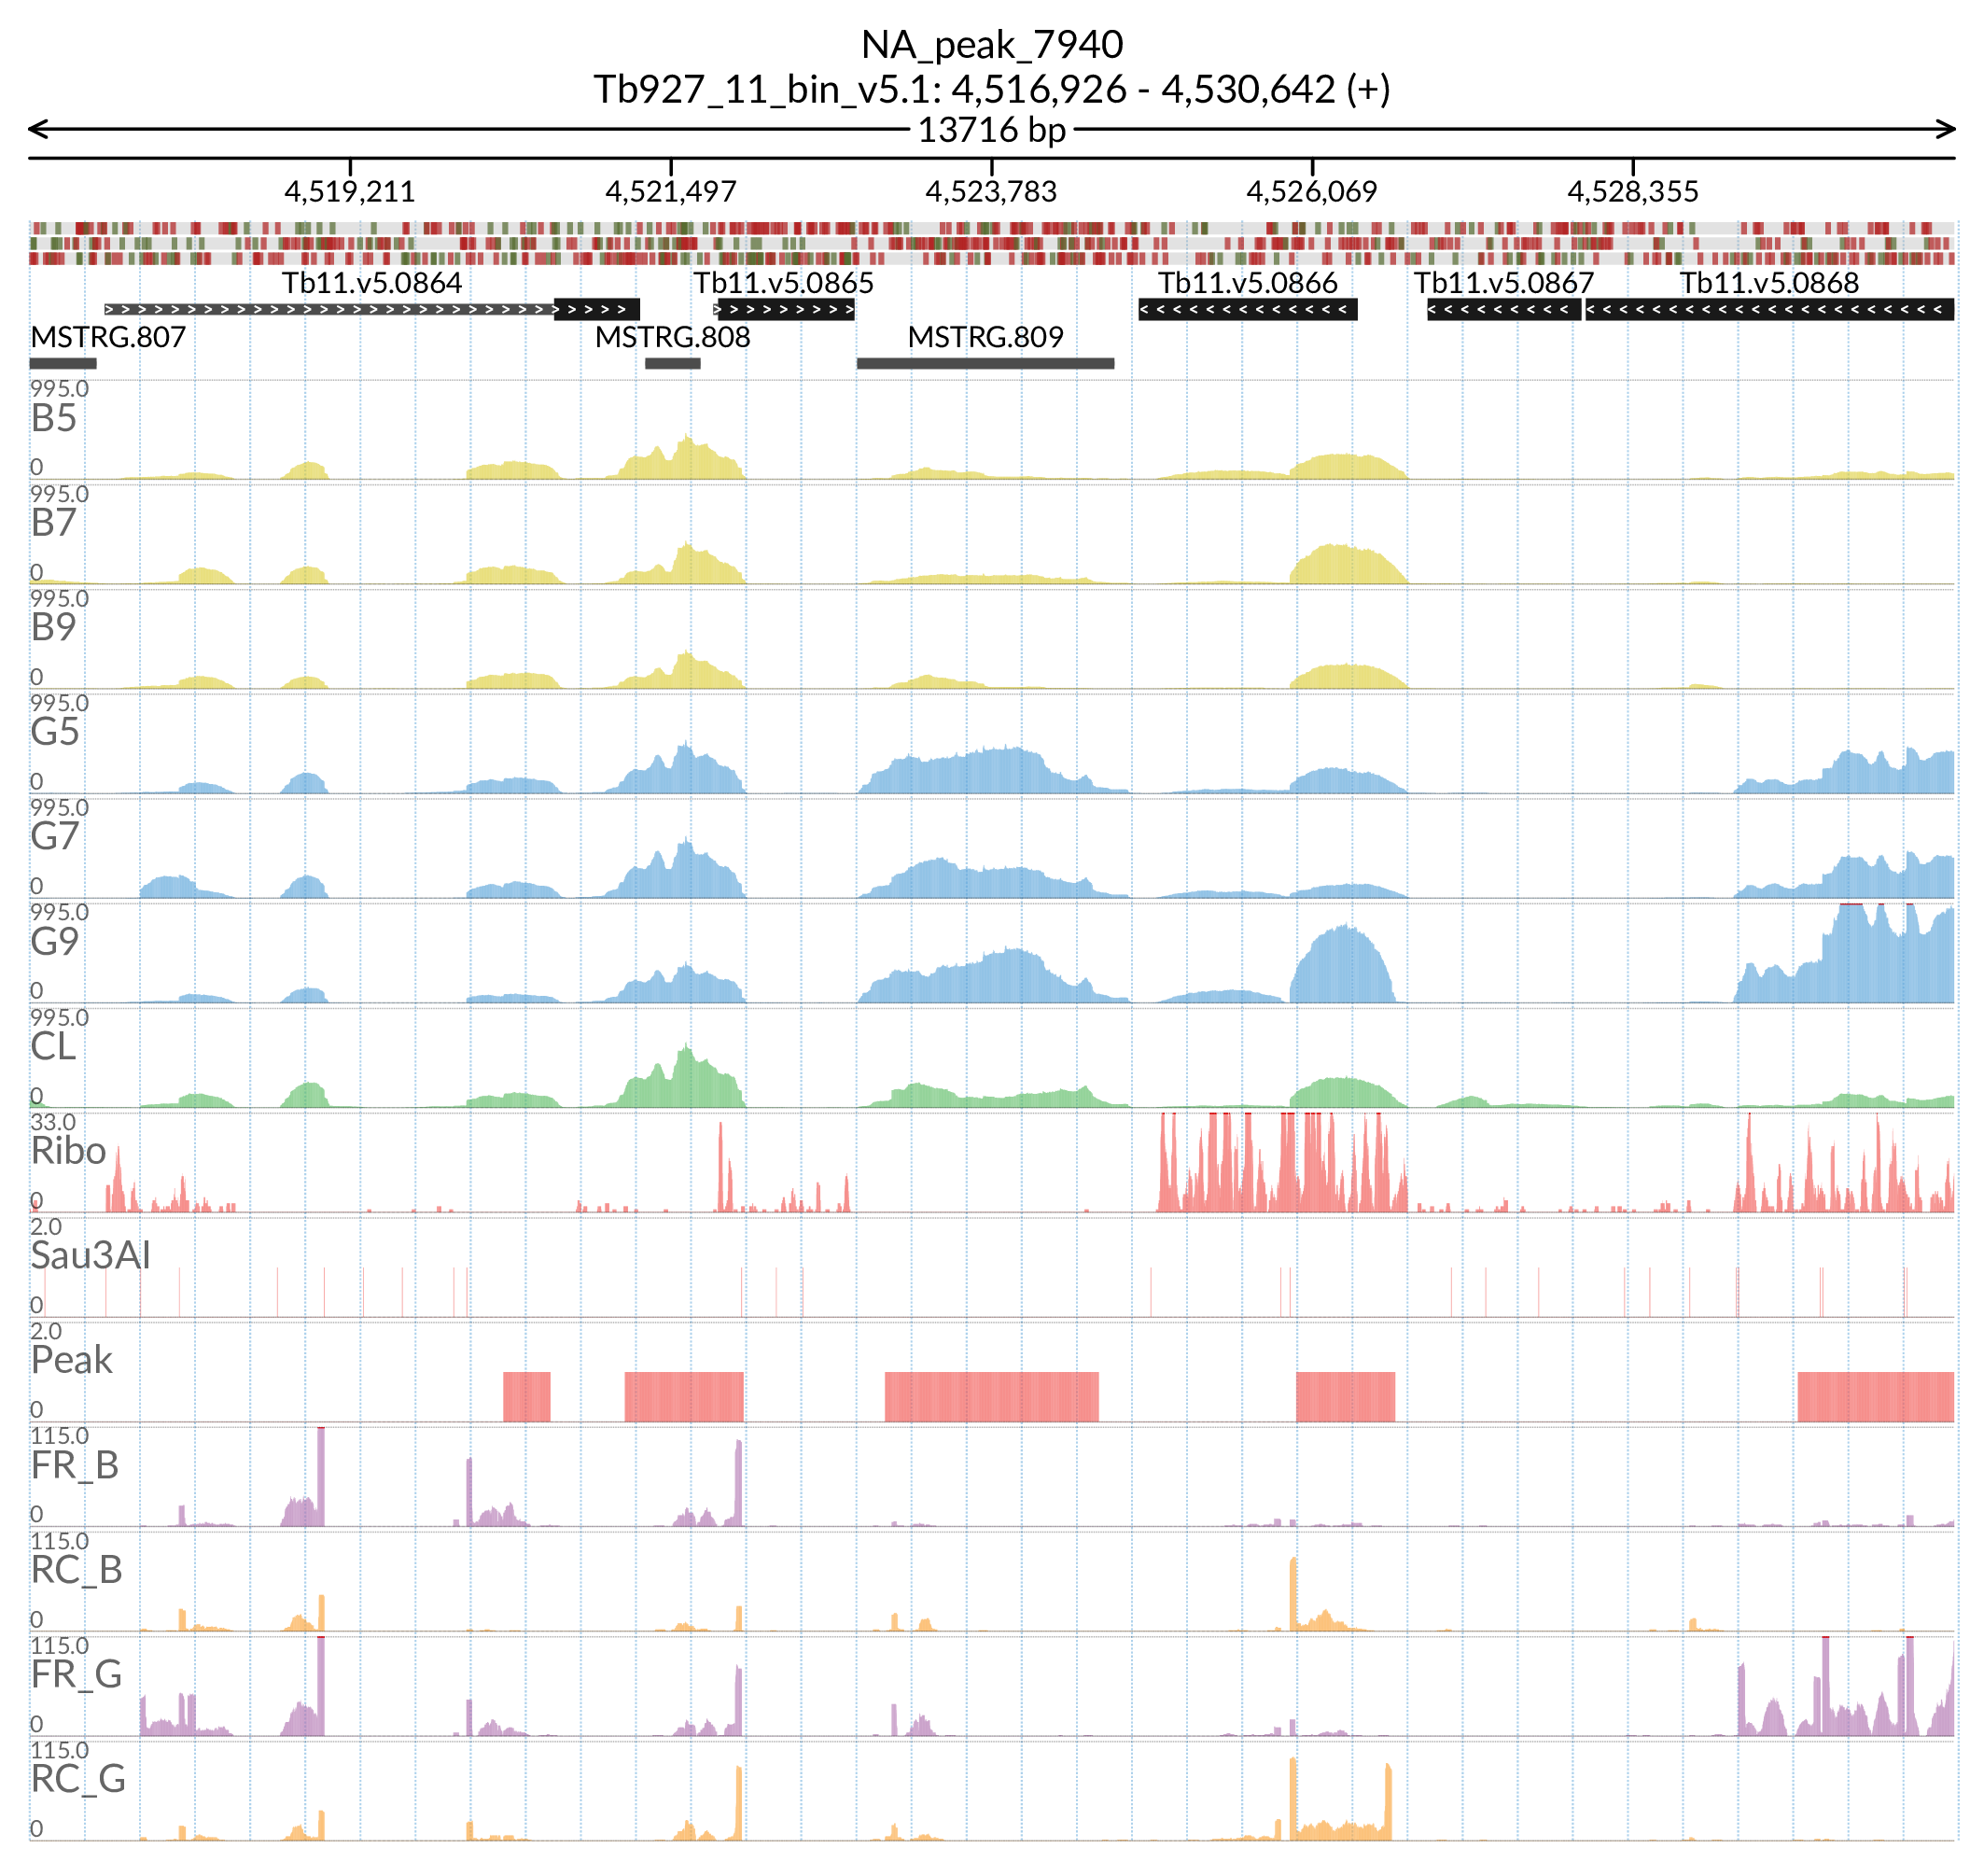 NA_peak_7940
Tb927_11_bin_v5.1: 4,516,926 - 4,530,642 (+)
13716 bp
4,519,211 4,521,497 4,523,783 4,526,069 4,528,355
Tb11.v5.0864 Tb11.v5.0865 Tb11.v5.0866 Tb11.v5.0867 Tb11.v5.0868
MSTRG.807 MSTRG.808 MSTRG.809
995.0
B5
0
995.0
B7
0
995.0
B9
0
995.0
G5
0
995.0
G7
0
995.0
G9
0
995.0
CL
0
33.0
Ribo
0
2.0
Sau3AI
0
2.0
Peak
0
115.0
FR_B
0
115.0
RC_B
0
115.0
FR_G
0
115.0
RC_G
0